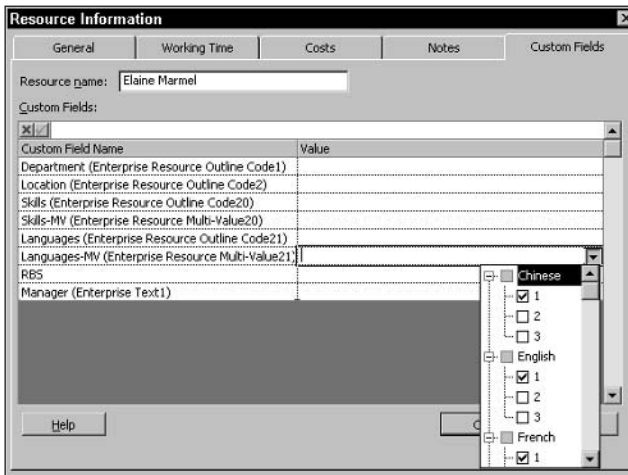 Resource Information
General
Working Time
Costs
Notes
Custom Fields
Resource name: Elaine Marmel
Custom Fields:
Custom Field Name Value
Department (Enterprise Resource Outline Code1)
Location (Enterprise Resource Outline Code2)
Skills (Enterprise Resource Outline Code20)
Skills-MV (Enterprise Resource Multi-Value20)
Languages (Enterprise Resource Outline Code21)
Languages-MV (Enterprise Resource Multi-Value21)
RBS
Manager (Enterprise Text1)
Chinese
1
2
3
English
1
2
3
French
1
Help